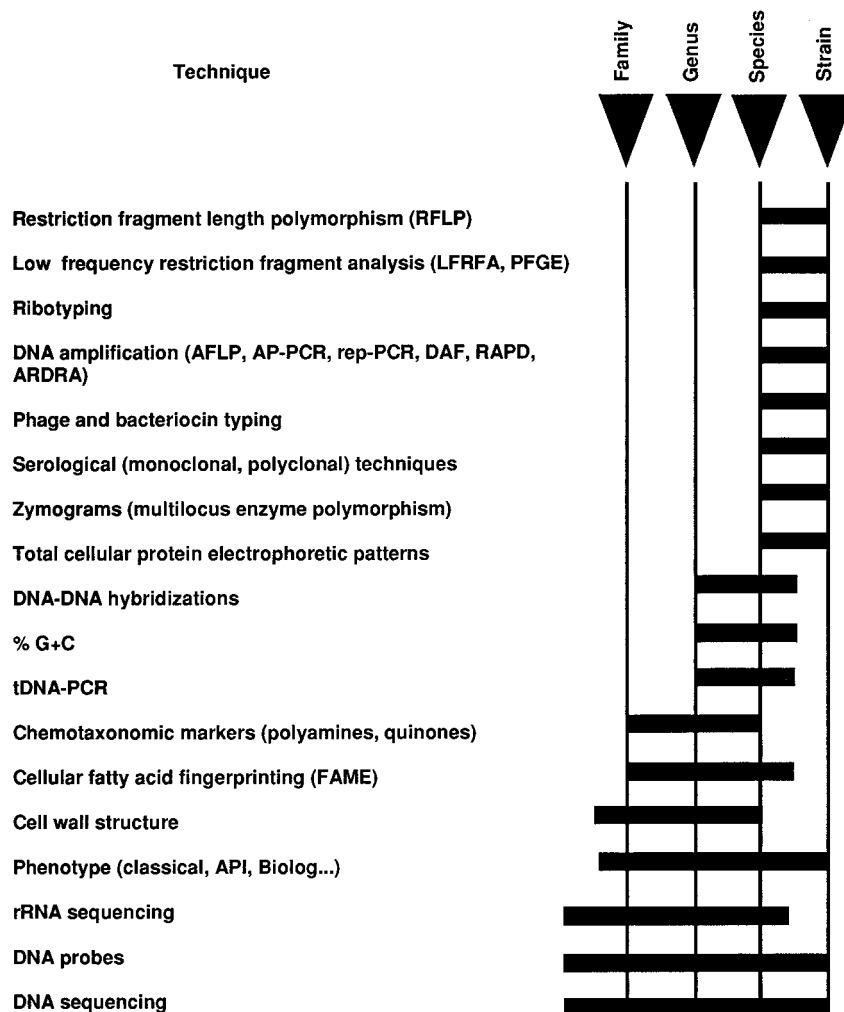 Technique
Family
Genus
Species
Strain
Restriction fragment length polymorphism (RFLP)
Low frequency restriction fragment analysis (LFRFA, PFGE)
Ribotyping
DNA amplification (AFLP, AP-PCR, rep-PCR, DAF, RAPD,
ARDRA)
Phage and bacteriocin typing
Serological (monoclonal, polyclonal) techniques
Zymograms (multilocus enzyme polymorphism)
Total cellular protein electrophoretic patterns
DNA-DNA hybridizations
% G+C
tDNA-PCR
Chemotaxonomic markers (polyamines, quinones)
Cellular fatty acid fingerprinting (FAME)
Cell wall structure
Phenotype (classical, API, Biolog...)
rRNA sequencing
DNA probes
DNA sequencing